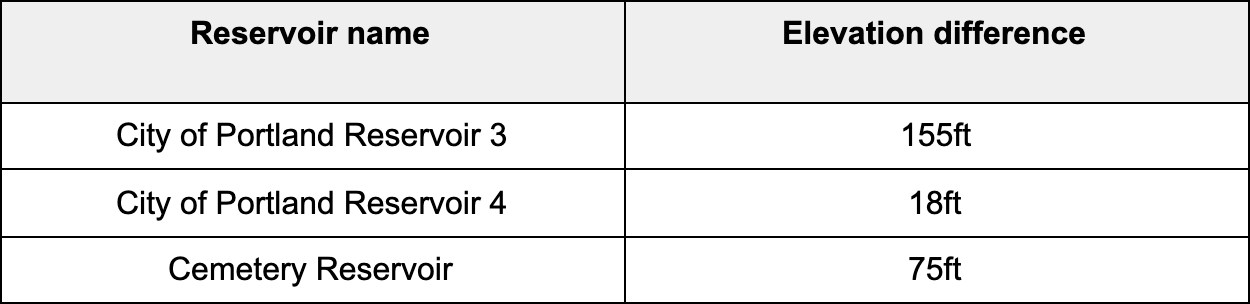 Reservoir name Elevation difference
City of Portland Reservoir 3 155ft
City of Portland Reservoir 4 18ft
Cemetery Reservoir 75ft